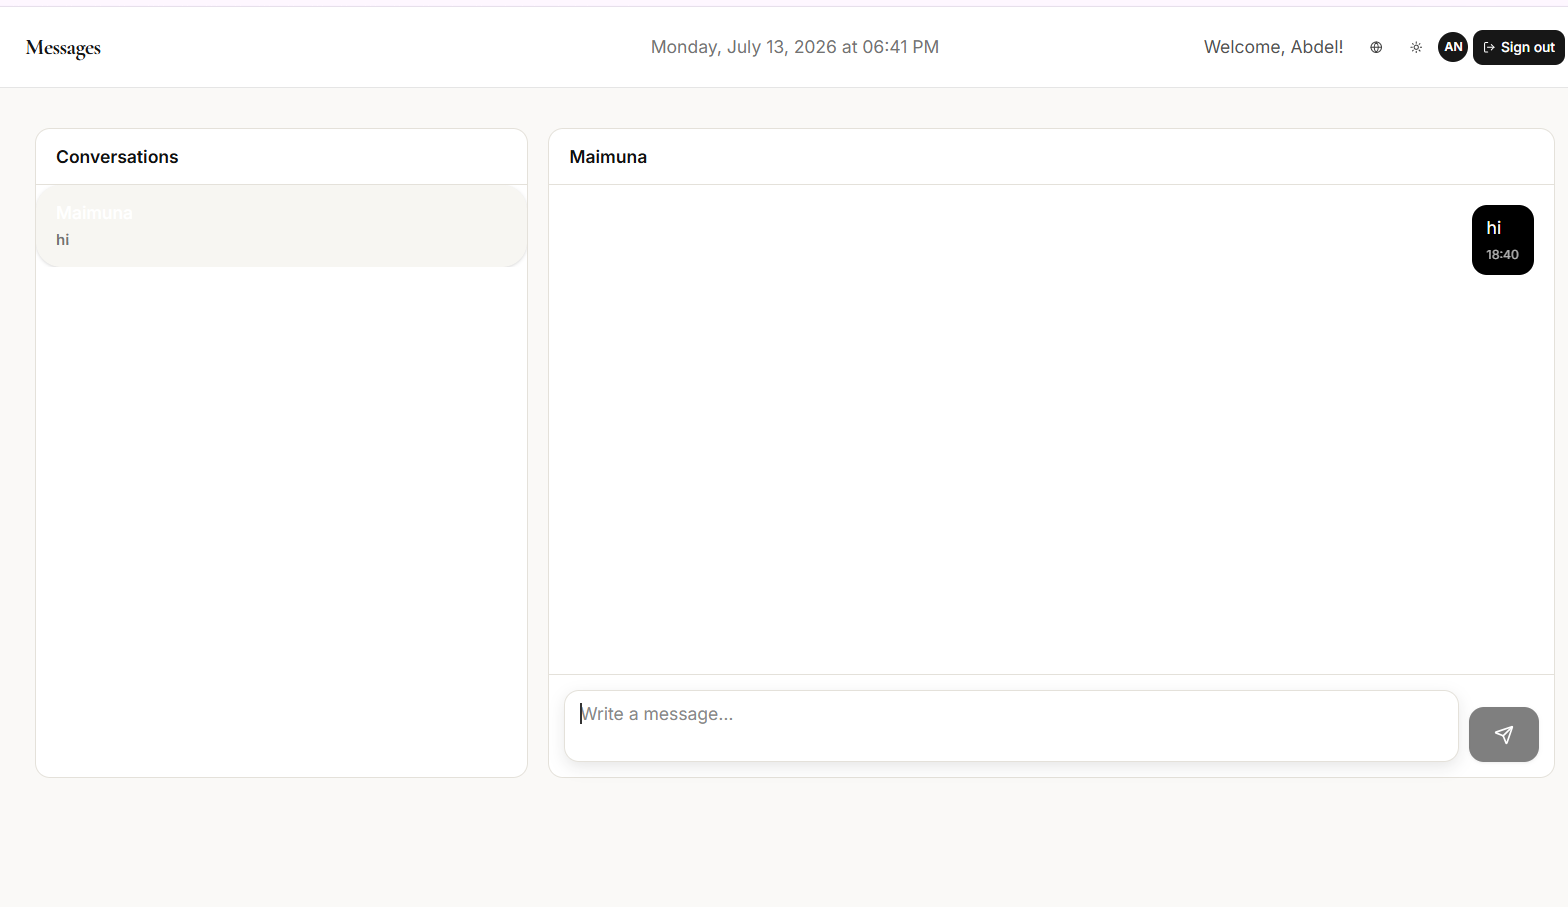 Messages
Monday, July 13, 2026 at 06:41 PM
Welcome, Abdel!
AN
Sign out
Conversations
Maimuna
hi
Maimuna
hi
18:40
Write a message...